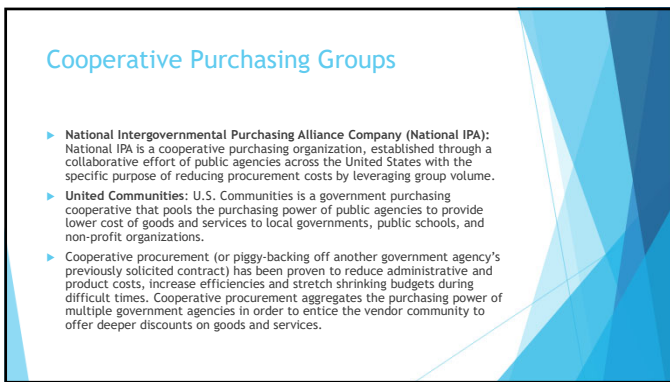 Cooperative Purchasing Groups
National Intergovernmental Purchasing Alliance Company (National IPA):
National IPA is a cooperative purchasing organization, established through a
collaborative effort of public agencies across the United States with the
specific purpose of reducing procurement costs by leveraging group volume.
United Communities: U.S. Communities is a government purchasing
cooperative that pools the purchasing power of public agencies to provide
lower cost of goods and services to local governments, public schools, and
non-profit organizations.
Cooperative procurement (or piggy-backing off another government agency's
previously solicited contract) has been proven to reduce administrative and
product costs, increase efficiencies and stretch shrinking budgets during
difficult times. Cooperative procurement aggregates the purchasing power of
multiple government agencies in order to entice the vendor community to
offer deeper discounts on goods and services.